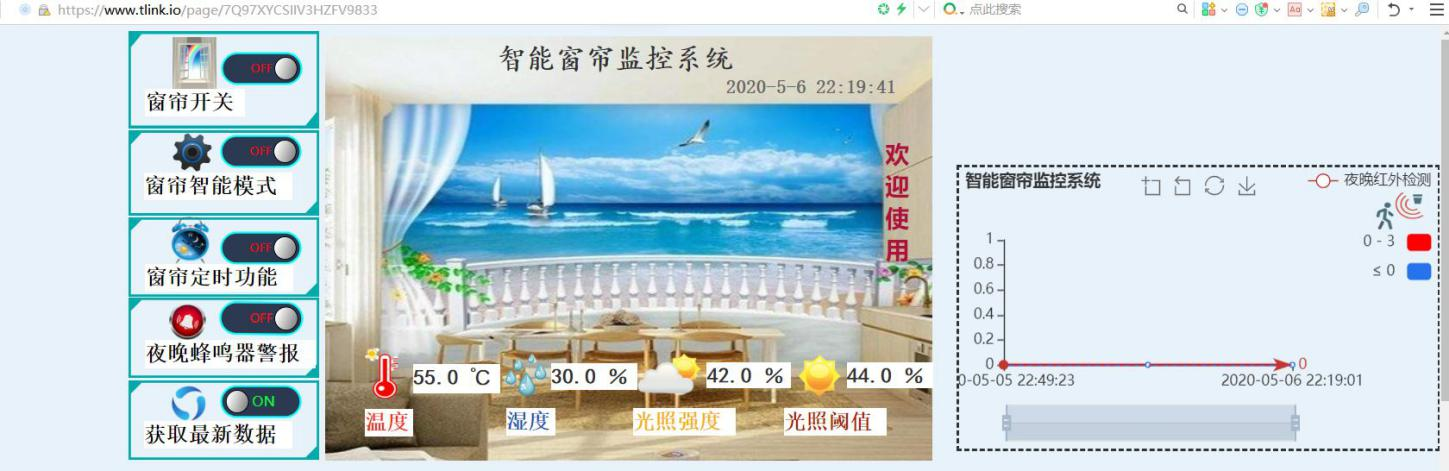 https://www.tlink.io/page/7Q97XYCSIIV3HZFV9833
点此搜索
OFF
窗帘开关
OFF
窗帘智能模式
OFF
窗帘定时功能
OFF
夜晚蜂鸣器警报
ON
获取最新数据
智能窗帘监控系统
2020-5-6 22:19:41
欢迎使用
55.0 ℃
30.0 %
42.0 %
44.0 %
温度
湿度
光照强度
光照阈值
智能窗帘监控系统
夜晚红外检测
0 - 3
≤ 0
1
0.8
0.6
0.4
0.2
0
0
0-05-05 22:49:23
2020-05-06 22:19:01